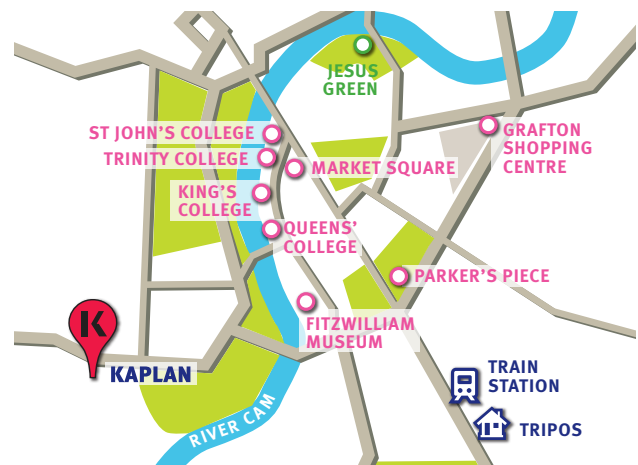 JESUS
GREEN
ST JOHN'S COLLEGE
TRINITY COLLEGE
MARKET SQUARE
GRAFTON
SHOPPING
CENTRE
KING'S
COLLEGE
QUEENS'
COLLEGE
PARKER'S PIECE
FITZWILLIAM
MUSEUM
K
KAPLAN
TRAIN
STATION
RIVER CAM
TRIPOS